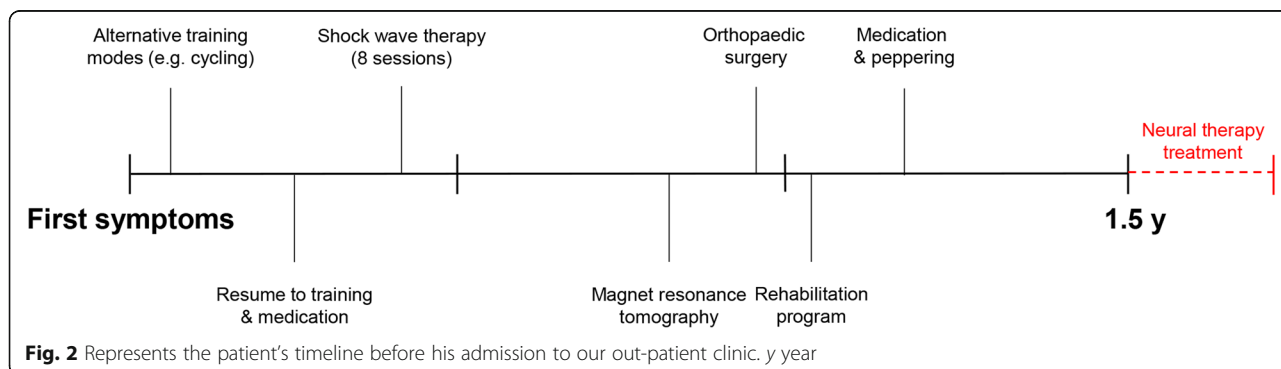 Alternative training
modes (e.g. cycling)
Shock wave therapy
(8 sessions)
Orthopaedic
surgery
Medication
& peppering
Neural therapy
treatment
First symptoms
1.5 y
Resume to training
& medication
Magnet resonance
tomography
Rehabilitation
program
Fig. 2 Represents the patient's timeline before his admission to our out-patient clinic. y year